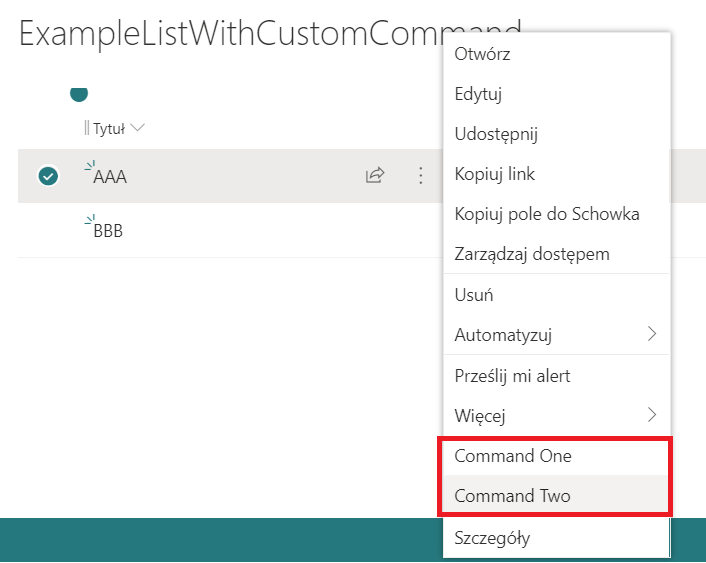 ExampleListWithCustomCommand
Tytuł
AAA
BBB
Otwórz
Edytuj
Udostępnij
Kopiuj link
Kopiuj pole do Schowka
Zarządzaj dostępem
Usuń
Automatyzuj
Prześlij mi alert
Więcej
Command One
Command Two
Szczegóły